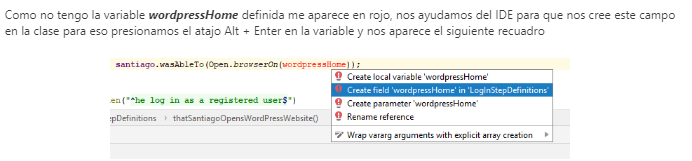 Como no tengo la variable wordpressHome definida me aparece en rojo, nos ayudamos del IDE para que nos cree este campo
en la clase para eso presionamos el atajo Alt + Enter en la variable y nos aparece el siguiente recuadro
santiago.wasAbleTo(Open.browserOn(wordpressHome));
Create local variable 'wordpressHome'
Create field 'wordpressHome' in 'LogInStepDefinitions'
en("^he log in as a registered user$")
Create parameter 'wordpressHome'
Rename reference
epDefinitions › thatSantiagoOpensWordPressWebsite()
Wrap vararg arguments with explicit array creation